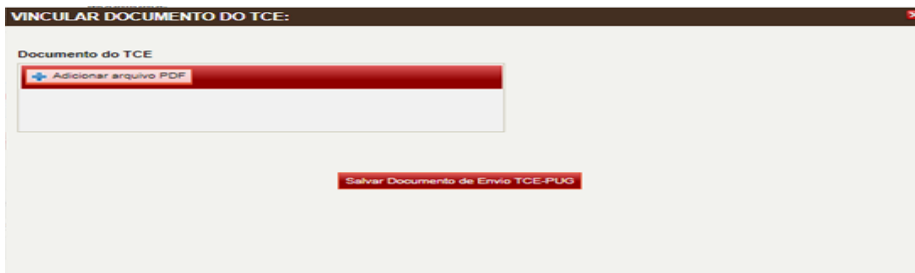 VINCULAR DOCUMENTO DO TCE:
Documento do TCE
Adicionar arquivo PDF
Salvar Documento de Envio TCE-PUG